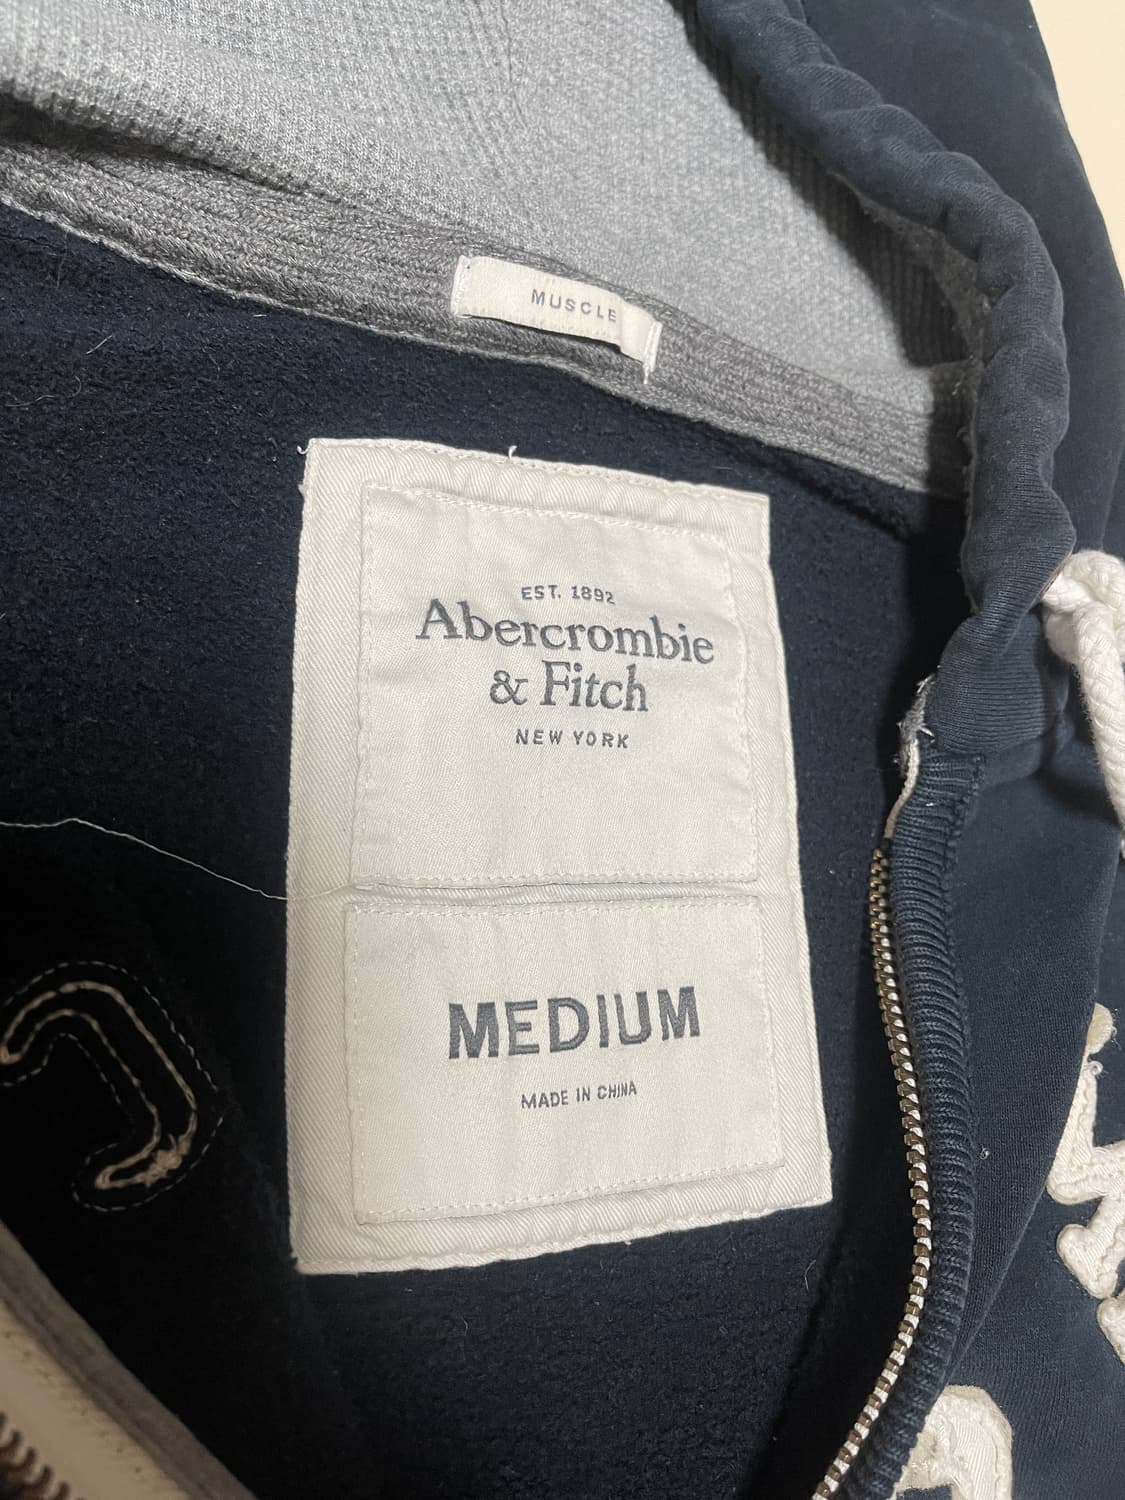 MUSCLE
EST. 1892
Abercrombie
& Fitch
NEW YORK
MEDIUM
MADE IN CHINA